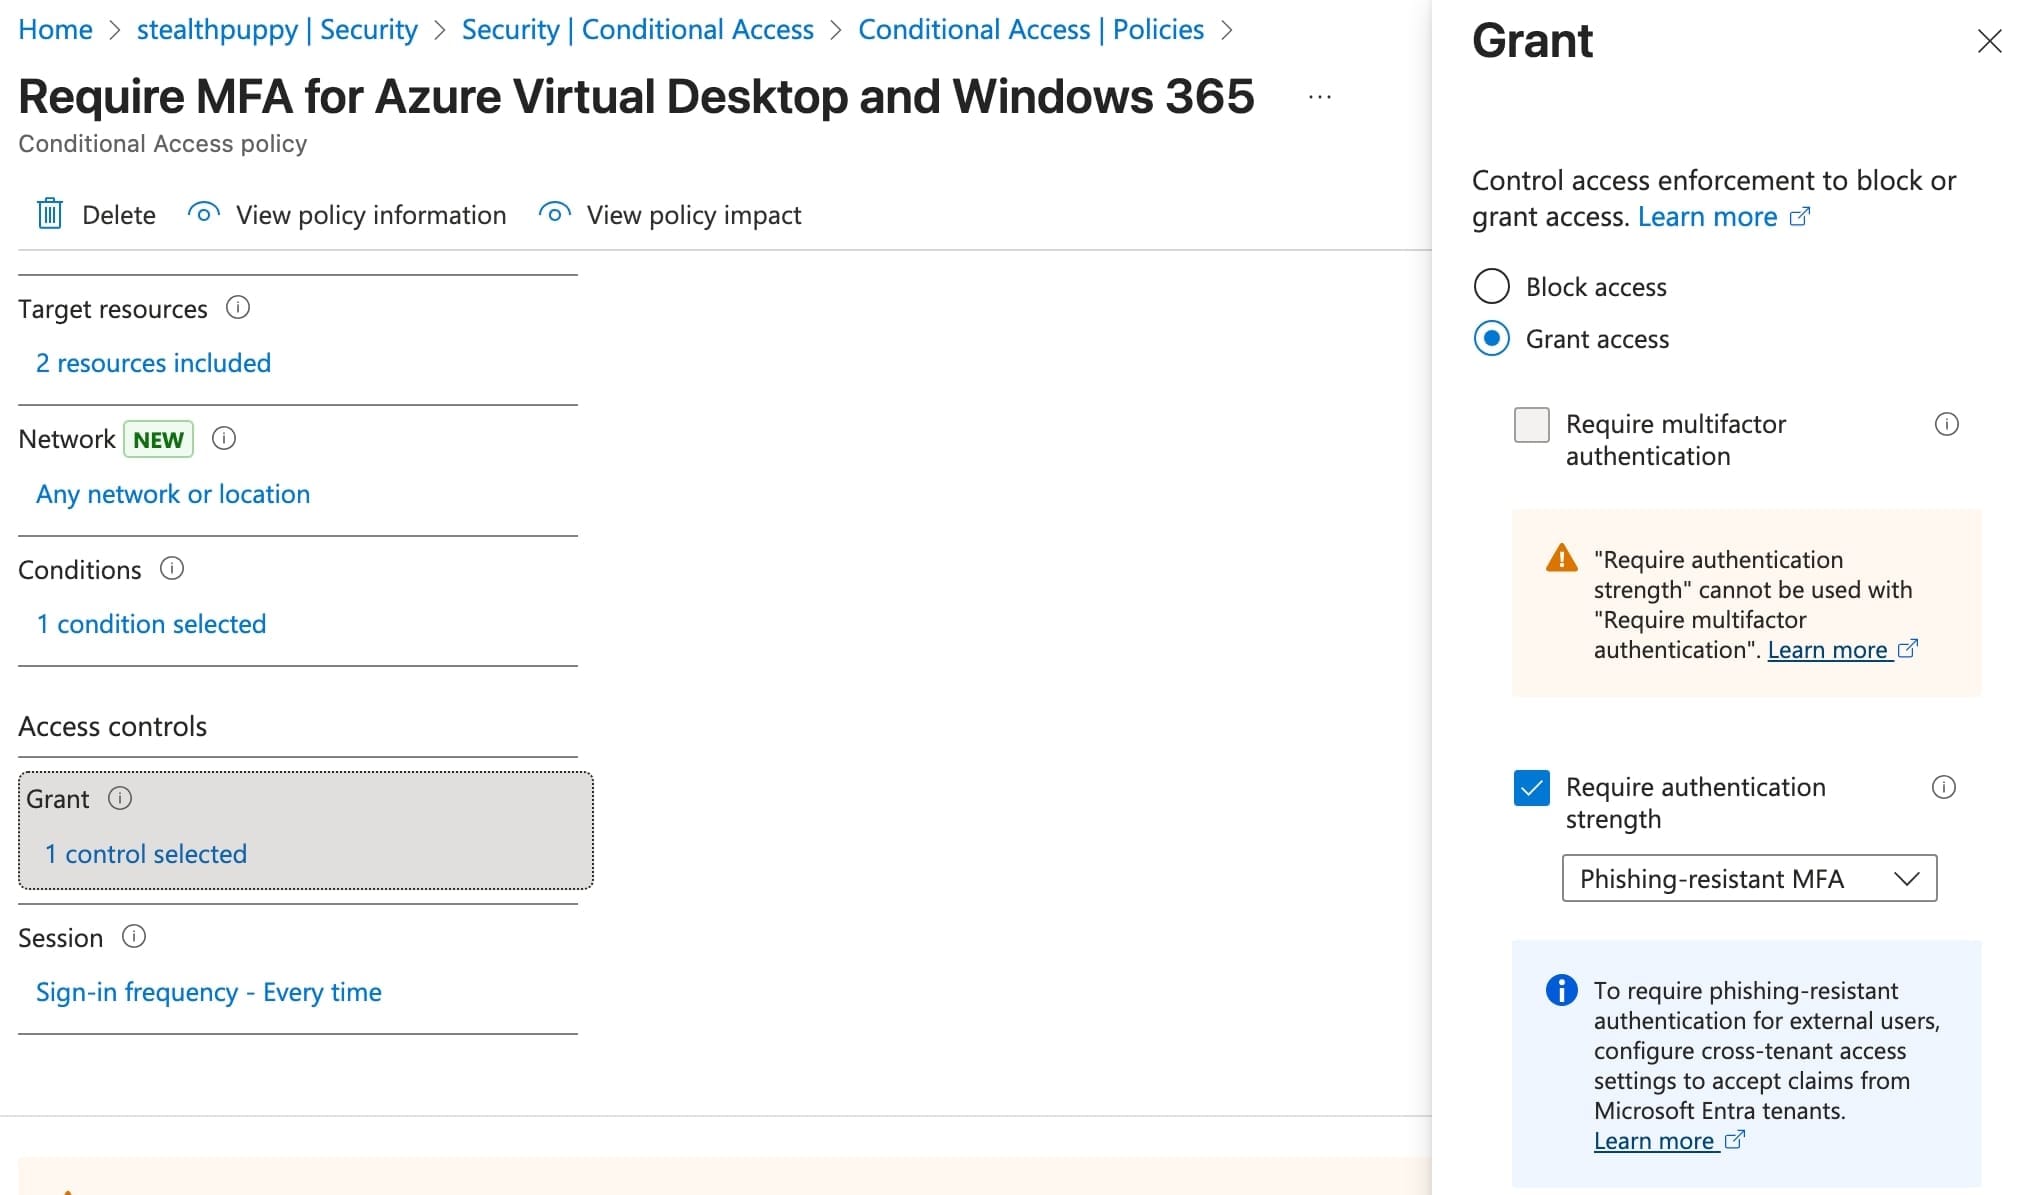 Home > stealthpuppy | Security > Security | Conditional Access > Conditional Access | Policies >
Require MFA for Azure Virtual Desktop and Windows 365 ...
Conditional Access policy
Delete View policy information View policy impact
Target resources
2 resources included
Network NEW
Any network or location
Conditions
1 condition selected
Access controls
Grant
1 control selected
Session
Sign-in frequency - Every time
Grant
Control access enforcement to block or
grant access. Learn more
Block access
Grant access
Require multifactor
authentication
"Require authentication
strength" cannot be used with
"Require multifactor
authentication". Learn more
Require authentication
strength
Phishing-resistant MFA
To require phishing-resistant
authentication for external users,
configure cross-tenant access
settings to accept claims from
Microsoft Entra tenants.
Learn more